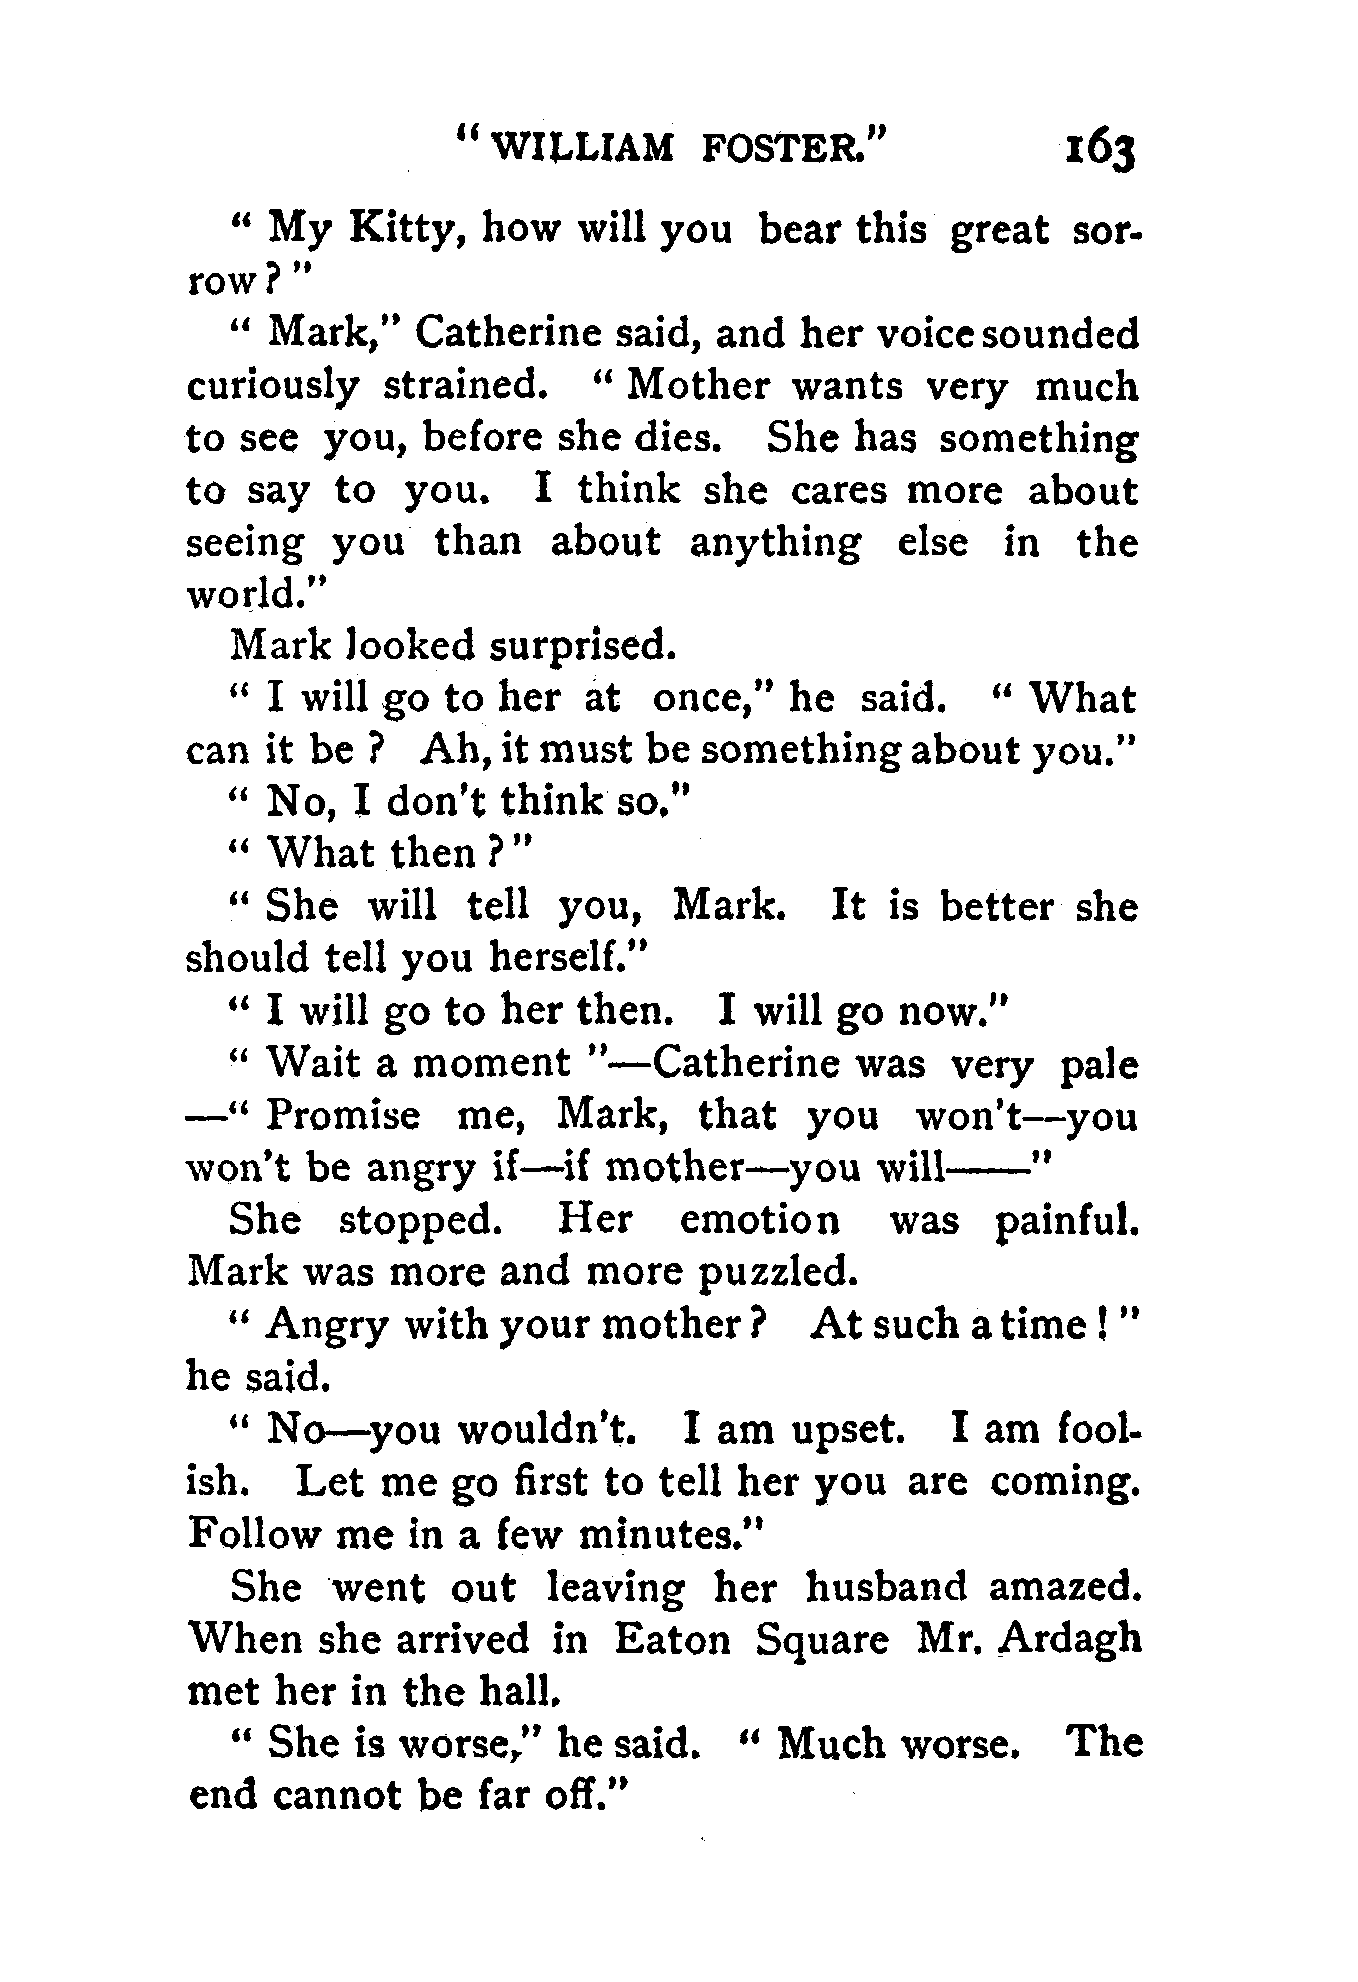 "WILLIAM FOSTER." 163
" My Kitty, how will you bear this great sor-
row?"
" Mark," Catherine said, and her voice sounded
curiously strained. " Mother wants very much
to see you, before she dies. She has something
to say to you. I think she cares more about
seeing you than about anything else in the
world."
Mark looked surprised.
" I will go to her at once," he said. " What
can it be ? Ah, it must be something about you."
" No, I don't think so."
" What then ?"
" She will tell you, Mark. It is better she
should tell you herself."
" I will go to her then. I will go now."
" Wait a moment "—Catherine was very pale
—" Promise me, Mark, that you won't—you
won't be angry if—if mother—you will——"
She stopped. Her emotion was painful.
Mark was more and more puzzled.
" Angry with your mother ? At such a time ! "
he said.
" No—you wouldn't. I am upset. I am fool-
ish. Let me go first to tell her you are coming.
Follow me in a few minutes."
She went out leaving her husband amazed.
When she arrived in Eaton Square Mr. Ardagh
met her in the hall.
" She is worse," he said. " Much worse. The
end cannot be far off."